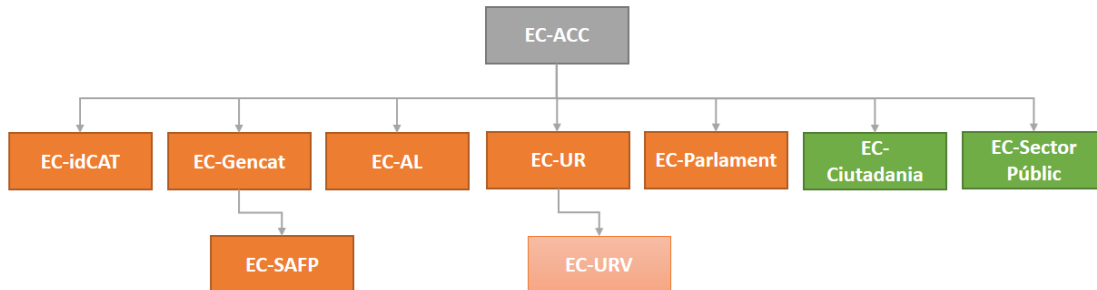 EC-ACC
EC-idCAT
EC-Gencat
EC-AL
EC-UR
EC-Parlament
EC-
Ciutadania
EC-Sector
Públic
EC-SAFP
EC-URV